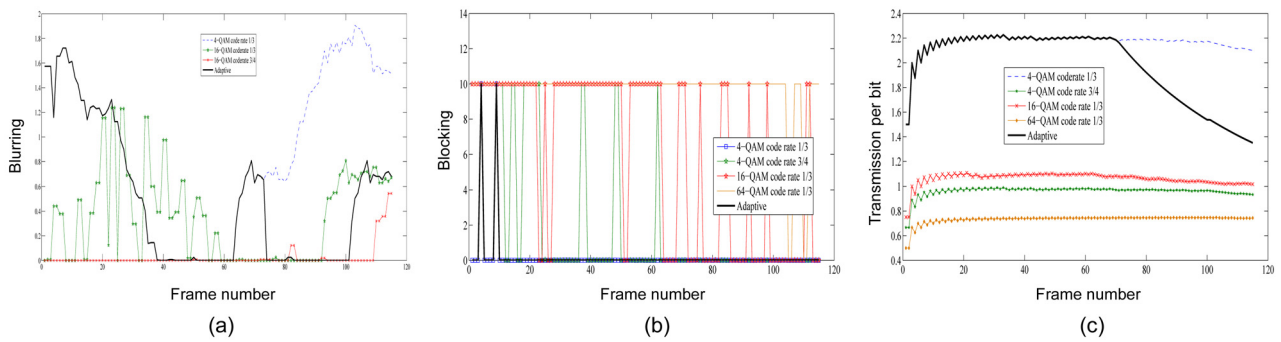 2
1.8
1.6
1.4
1.2
1
0.8
0.6
0.4
0.2
0
0 20 40 60 80 100 120
Blurring
Frame number
4-QAM code rate 1/3
16-QAM coderate 1/3
16-QAM coderate 3/4
Adaptive
(a)
14
12
10
8
6
4
2
0
0 20 40 60 80 100 120
Blocking
Frame number
4-QAM code rate 1/3
4-QAM code rate 3/4
16-QAM code rate 1/3
64-QAM code rate 1/3
Adaptive
(b)
2.4
2.2
2
1.8
1.6
1.4
1.2
1
0.8
0.6
0.4
0 20 40 60 80 100 120
Transmission per bit
Frame number
4-QAM coderate 1/3
4-QAM code rate 3/4
16-QAM code rate 1/3
64-QAM code rate 1/3
Adaptive
(c)